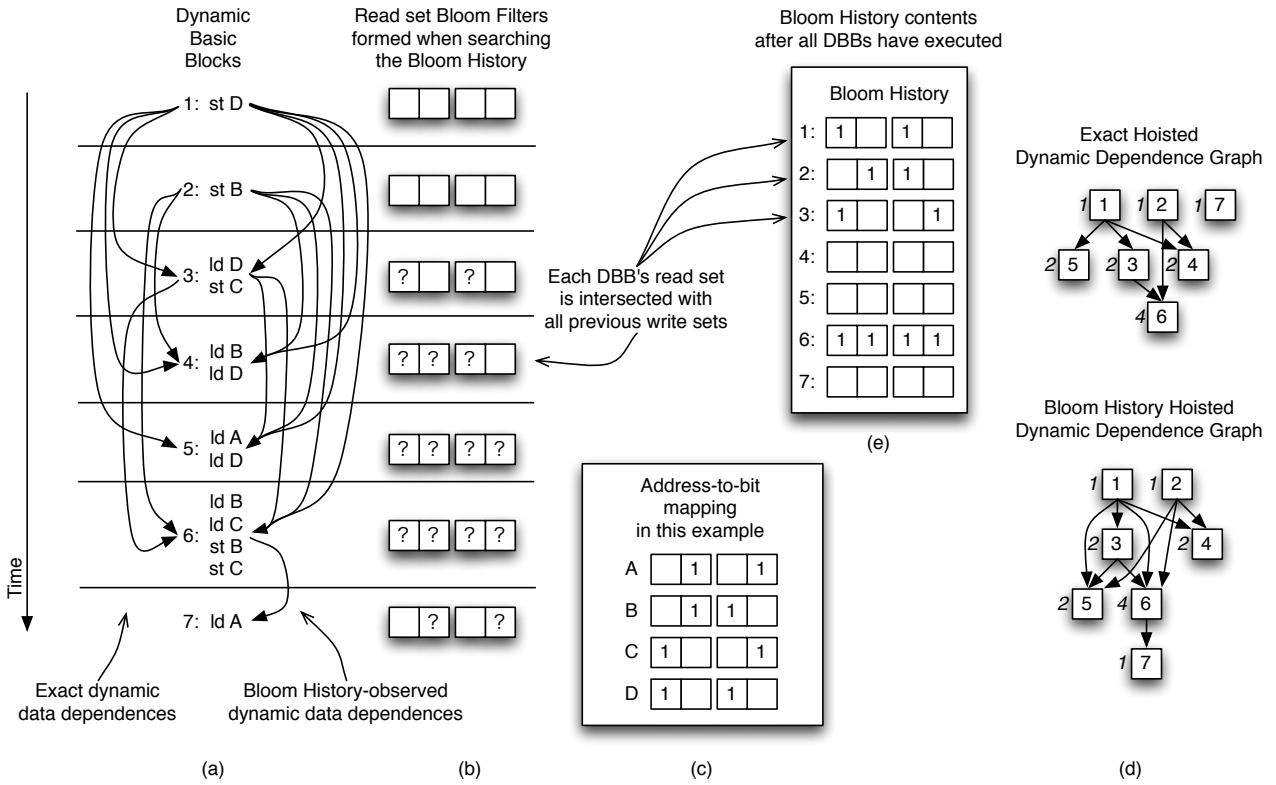 Dynamic
Basic
Blocks
Read set Bloom Filters
formed when searching
the Bloom History
Time
1: st D
2: st B
3: ld D
st C
? ?
4: ld B
ld D
? ? ?
5: ld A
ld D
? ? ? ?
6: ld B
ld C
st B
st C
? ? ? ?
7: ld A
? ?
Exact dynamic
data dependences
Bloom History-observed
dynamic data dependences
(a)
(b)
Each DBB's read set
is intersected with
all previous write sets
Address-to-bit
mapping
in this example
A 1 1
B 1 1
C 1 1
D 1 1
(c)
Bloom History contents
after all DBBs have executed
Bloom History
1: 1 1
2: 1 1
3: 1 1
4:
5:
6: 1 1 1 1
7:
(e)
Exact Hoisted
Dynamic Dependence Graph
1 1 1 2 1 7
2 5 2 3 2 4
4 6
Bloom History Hoisted
Dynamic Dependence Graph
1 1 1 2
2 3 2 4
2 5 4 6
1 7
(d)